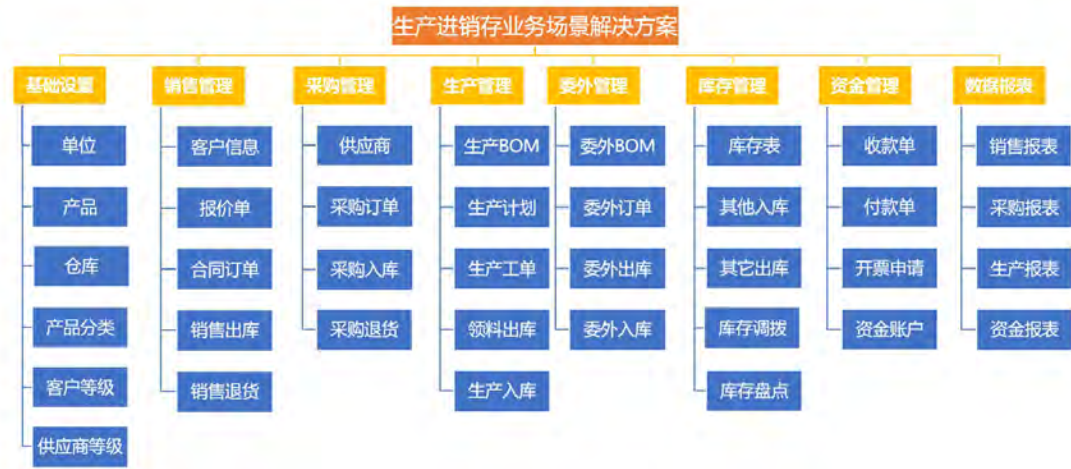 生产进销存业务场景解决方案
基础设置
销售管理
采购管理
生产管理
委外管理
库存管理
资金管理
数据报表
单位
客户信息
供应商
生产BOM
委外BOM
库存表
收款单
销售报表
产品
报价单
采购订单
生产计划
委外订单
其他入库
付款单
采购报表
仓库
合同订单
采购入库
生产工单
委外出库
其它出库
开票申请
生产报表
产品分类
销售出库
采购退货
领料出库
委外入库
库存调拨
资金账户
资金报表
客户等级
销售退货
生产入库
库存盘点
供应商等级